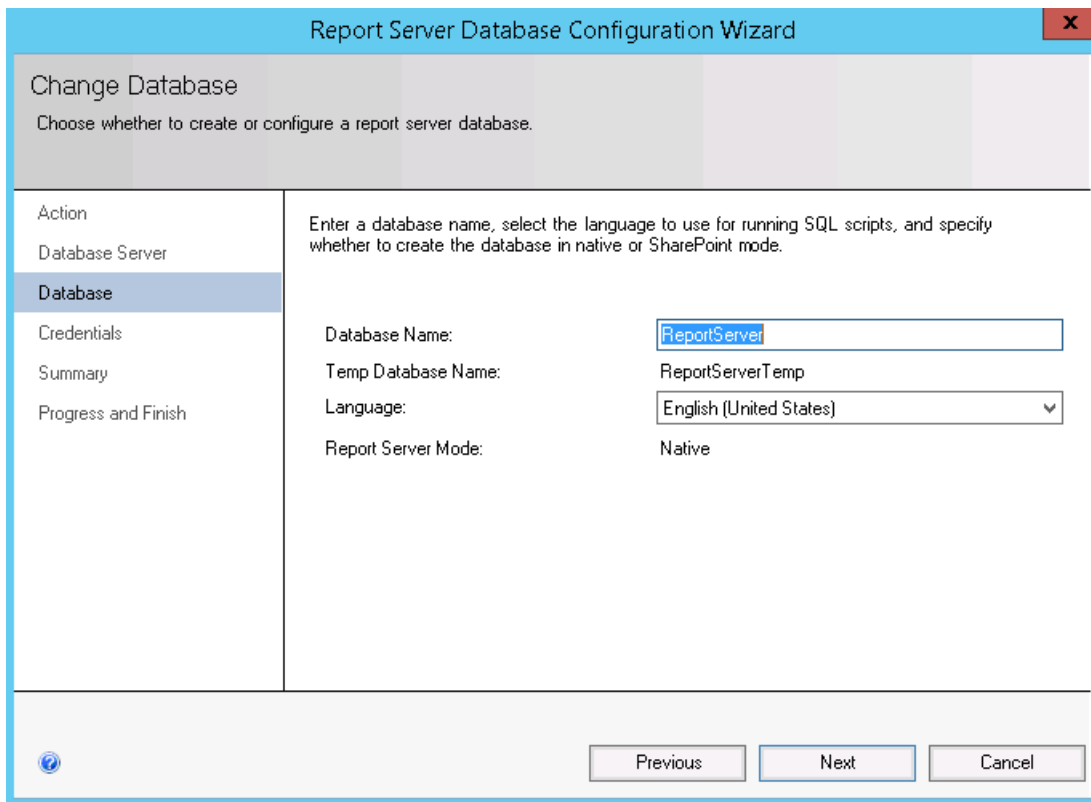 Report Server Database Configuration Wizard
x
Change Database
Choose whether to create or configure a report server database.
Action
Database Server
Database
Credentials
Summary
Progress and Finish
Enter a database name, select the language to use for running SQL scripts, and specify
whether to create the database in native or SharePoint mode.
Database Name: ReportServer
Temp Database Name: ReportServerTemp
Language: English (United States)
Report Server Mode: Native
? Previous Next Cancel